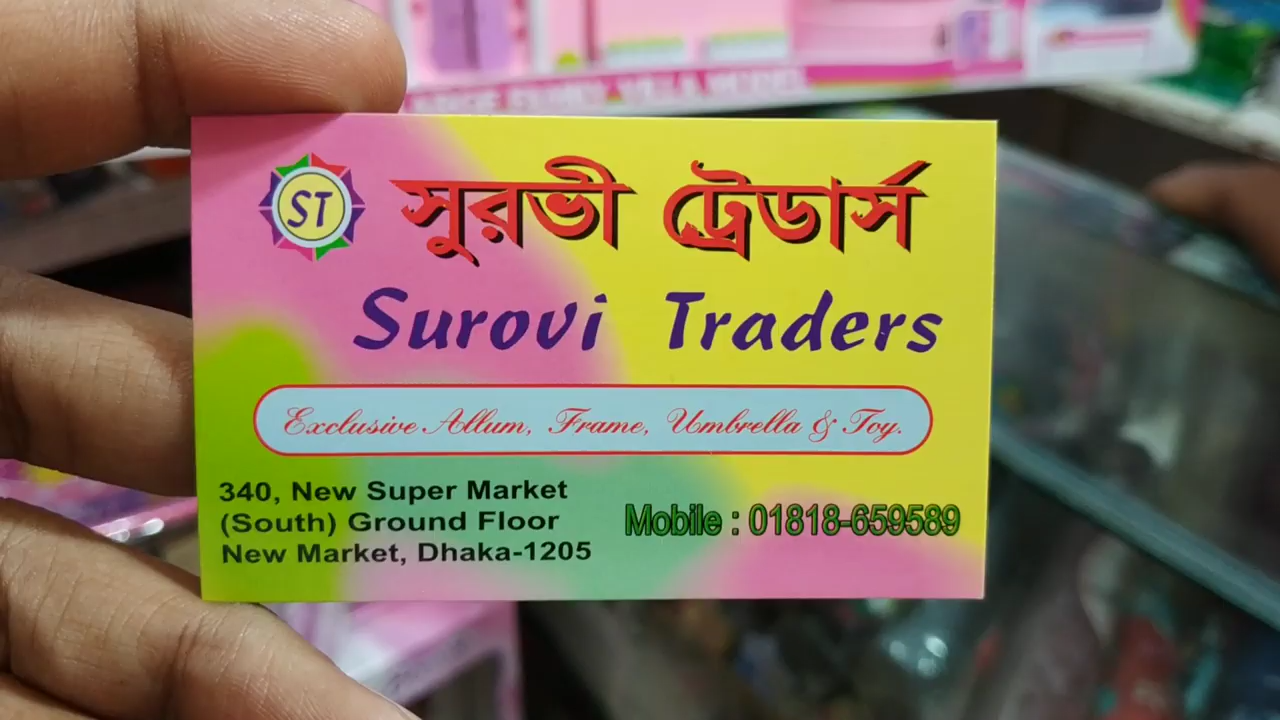 ST
সুরভী ট্রেডার্স
Surovi Traders
Exclusive Allum, Frame, Umbrella & Toy.
340, New Super Market
(South) Ground Floor
New Market, Dhaka-1205
Mobile : 01818-659589